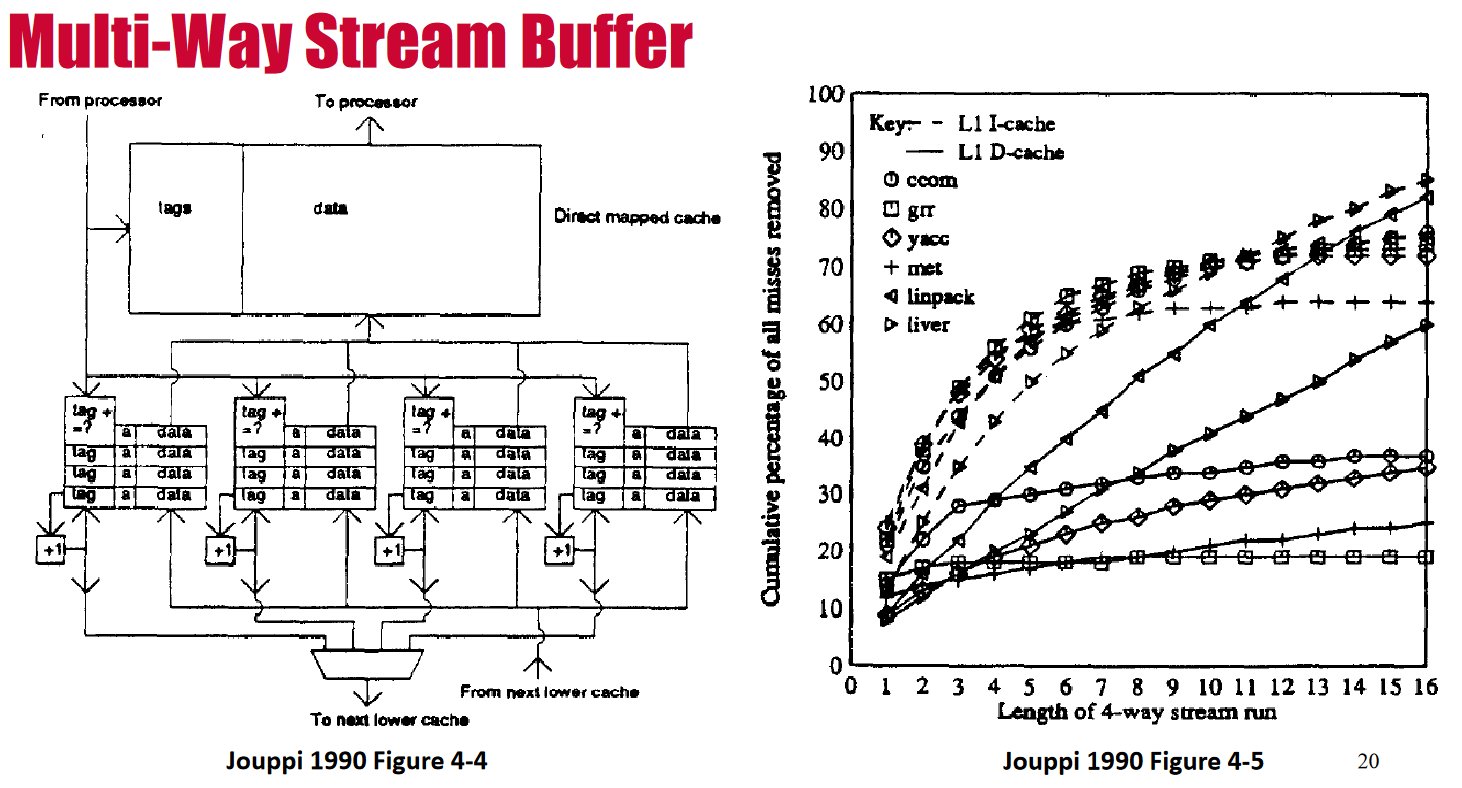 Multi-Way Stream Buffer
From processor
To processor
tags
data
Direct mapped cache
tag +
=?
a
data
tag
a
data
tag
a
data
tag
a
data
+1
tag +
=?
a
data
tag
a
data
tag
a
data
tag
a
data
+1
tag +
=?
a
data
tag
a
data
tag
a
data
tag
a
data
+1
tag +
=?
a
data
tag
a
data
tag
a
data
tag
a
data
+1
From next lower cache
To next lower cache
Jouppi 1990 Figure 4-4
Cumulative percentage of all misses removed
100
90
80
70
60
50
40
30
20
10
0
Key:
L1 I-cache
L1 D-cache
ccom
grr
yacc
met
linpack
liver
0 1 2 3 4 5 6 7 8 9 10 11 12 13 14 15 16
Length of 4-way stream run
Jouppi 1990 Figure 4-5
20